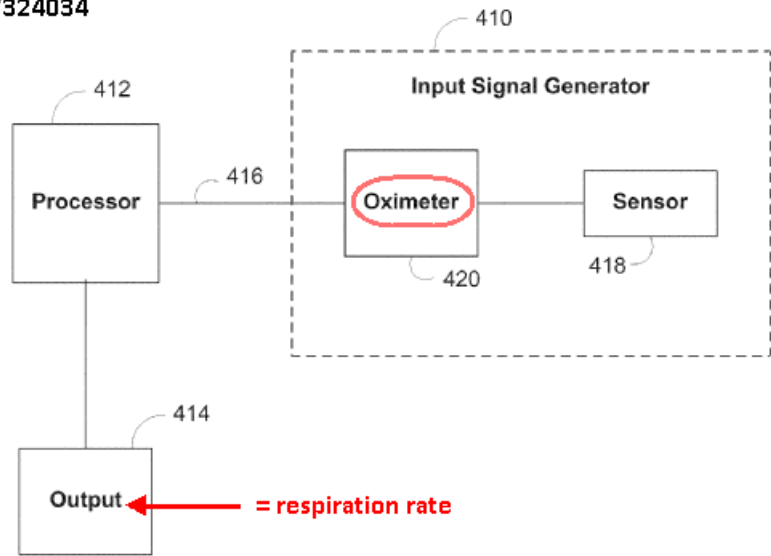 324034
410
Input Signal Generator
412
Processor
416
Oximeter
420
Sensor
418
414
Output
= respiration rate